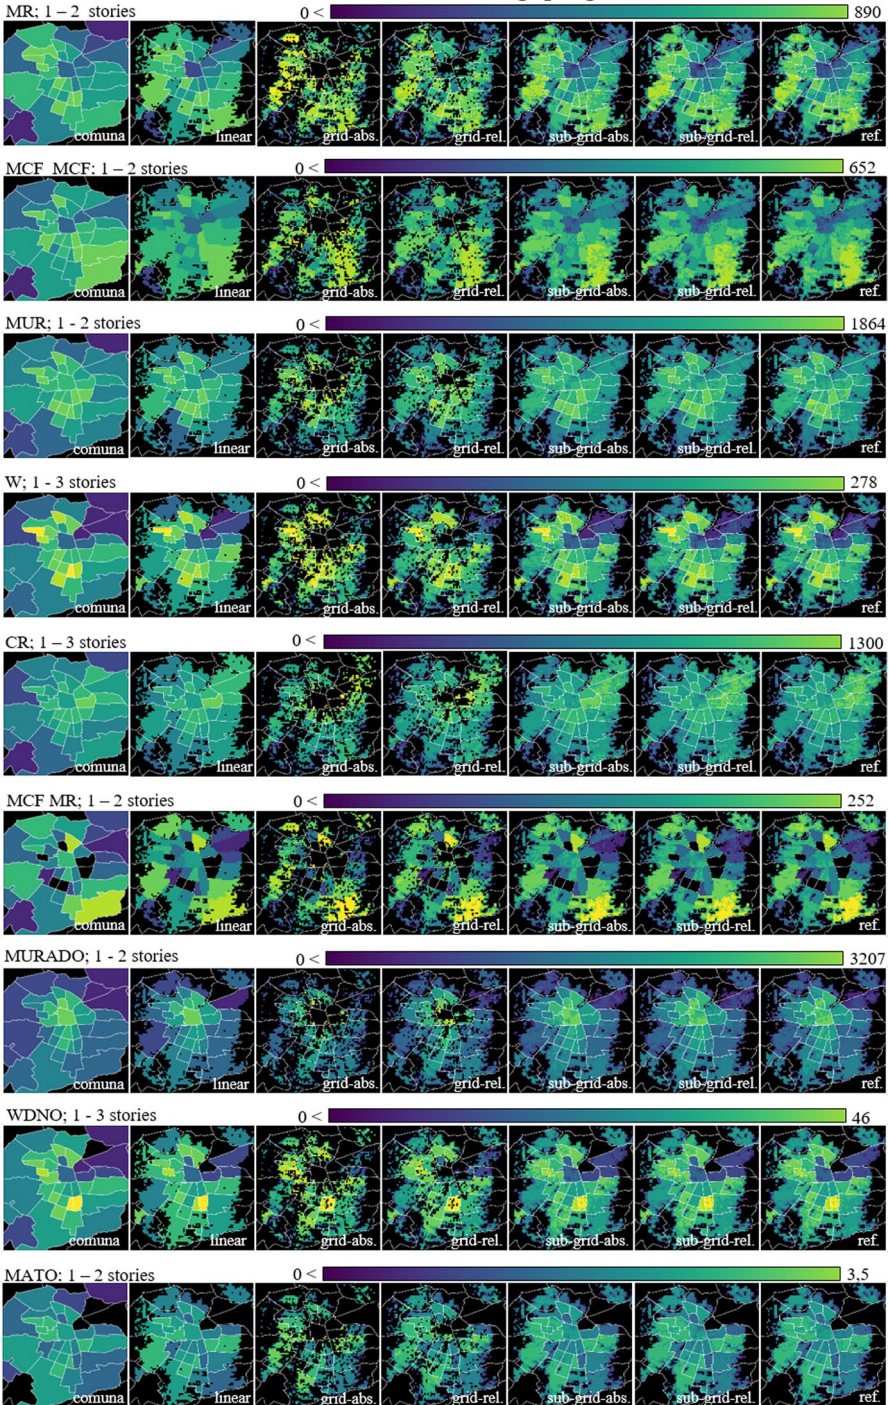 MR; 1 – 2 stories 0 < 890
comuna linear grid-abs. grid-rel. sub-grid-abs. sub-grid-rel. ref.
MCF MCF: 1 – 2 stories 0 < 652
comuna linear grid-abs. grid-rel. sub-grid-abs. sub-grid-rel. ref.
MUR; 1 - 2 stories 0 < 1864
comuna linear grid-abs. grid-rel. sub-grid-abs. sub-grid-rel. ref.
W; 1 - 3 stories 0 < 278
comuna linear grid-abs. grid-rel. sub-grid-abs. sub-grid-rel. ref.
CR; 1 – 3 stories 0 < 1300
comuna linear grid-abs. grid-rel. sub-grid-abs. sub-grid-rel. ref.
MCF MR; 1 – 2 stories 0 < 252
comuna linear grid-abs. grid-rel. sub-grid-abs. sub-grid-rel. ref.
MURADO; 1 - 2 stories 0 < 3207
comuna linear grid-abs. grid-rel. sub-grid-abs. sub-grid-rel. ref.
WDNO; 1 - 3 stories 0 < 46
comuna linear grid-abs. grid-rel. sub-grid-abs. sub-grid-rel. ref.
MATO: 1 – 2 stories 0 < 3,5
comuna linear grid-abs. grid-rel. sub-grid-abs. sub-grid-rel. ref.